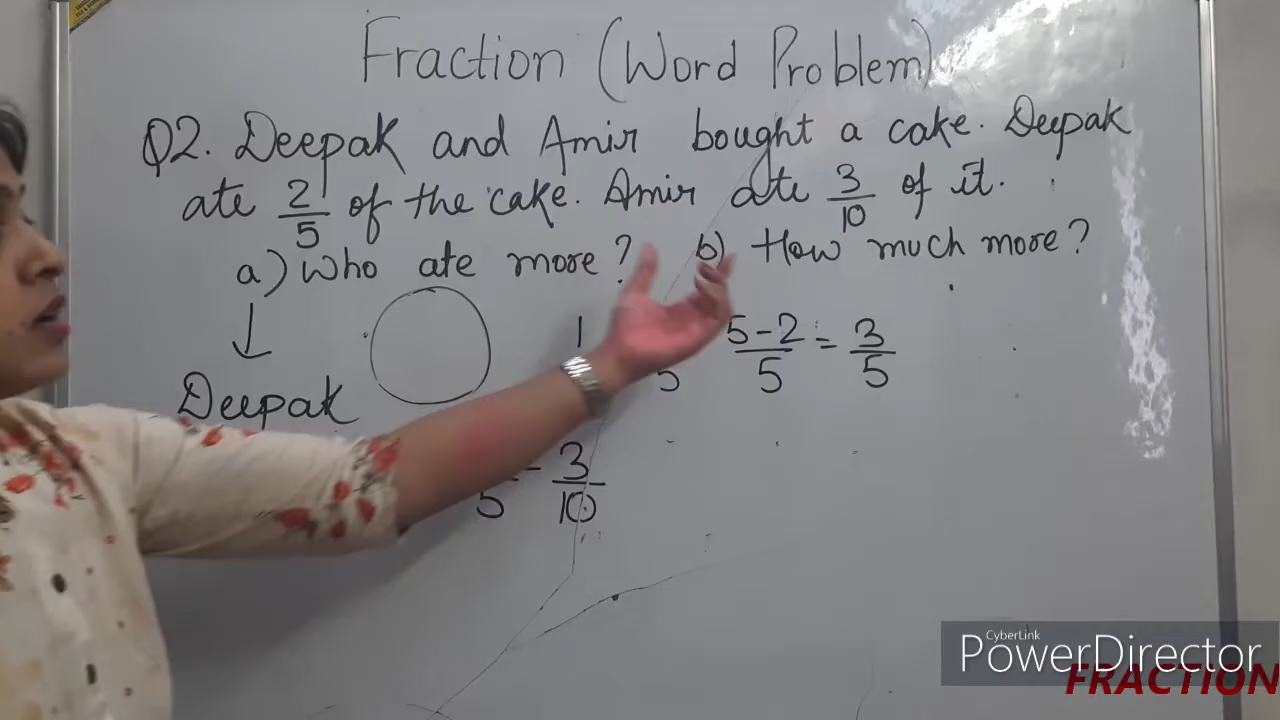 Fraction (Word Problem)
Q2. Deepak and Amir bought a cake. Deepak
ate 2/5 of the cake. Amir ate 3/10 of it.
a) Who ate more? b) How much more?
1 5 5-2/5 = 3/5
Deepak
5 - 3/10
CyberLink
PowerDirector
FRACTION